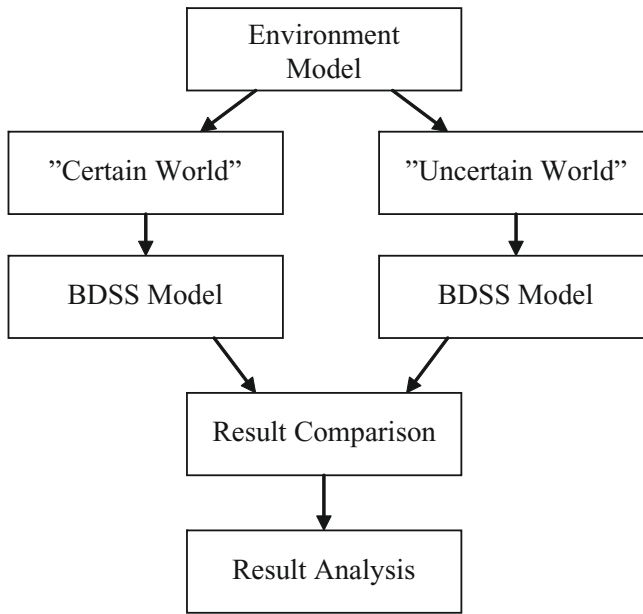 Environment
Model
”Certain World”
”Uncertain World”
BDSS Model
BDSS Model
Result Comparison
Result Analysis